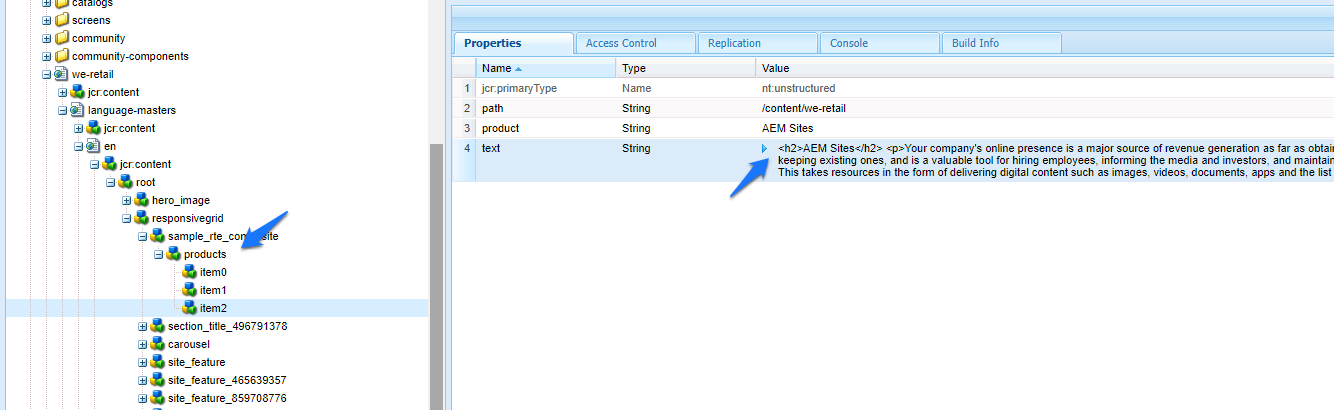 catalogs
screens
community
community-components
we-retail
jcr:content
language-masters
jcr:content
en
jcr:content
root
hero_image
responsivegrid
products
item0
item1
item2
section_title_496791378
carousel
site_feature
site_feature_465639357
site_feature_859708776
Properties Access Control Replication Console Build Info
Name Type Value
1 jcr:primaryType Name nt:unstructured
2 path String /content/we-retail
3 product String AEM Sites
4 text String <h2>AEM Sites</h2> <p>Your company's online presence is a major source of revenue generation as far as
keeping existing ones, and is a valuable tool for hiring employees, informing the media and investors, and
This takes resources in the form of delivering digital content such as images, videos, documents, apps and the list